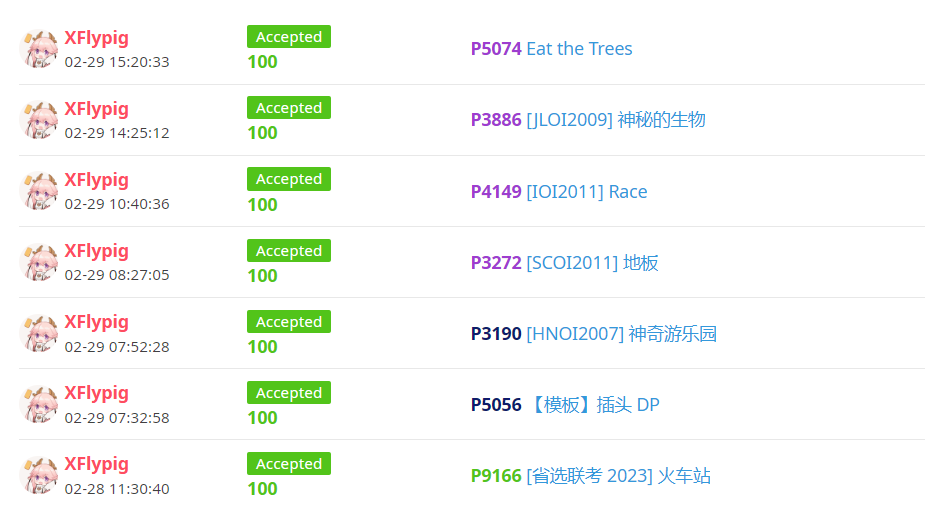 XFlypig Accepted P5074 Eat the Trees
02-29 15:20:33 100
XFlypig Accepted P3886 [JLOI2009] 神秘的生物
02-29 14:25:12 100
XFlypig Accepted P4149 [IOI2011] Race
02-29 10:40:36 100
XFlypig Accepted P3272 [SCOI2011] 地板
02-29 08:27:05 100
XFlypig Accepted P3190 [HNOI2007] 神奇游乐园
02-29 07:52:28 100
XFlypig Accepted P5056 【模板】插头 DP
02-29 07:32:58 100
XFlypig Accepted P9166 [省选联考 2023] 火车站
02-28 11:30:40 100